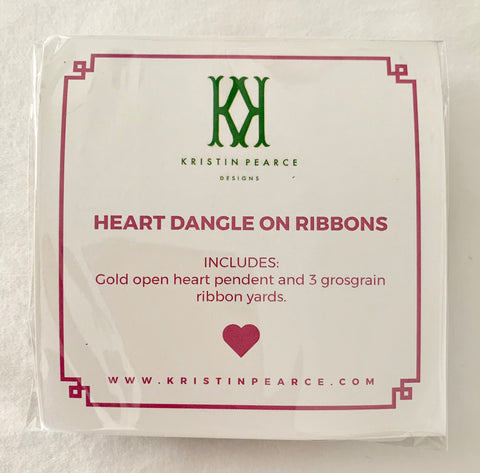 KRISTIN PEARCE
DESIGNS
HEART DANGLE ON RIBBONS
INCLUDES:
Gold open heart pendent and 3 grosgrain
ribbon yards.
WWW.KRISTINPEARCE.COM